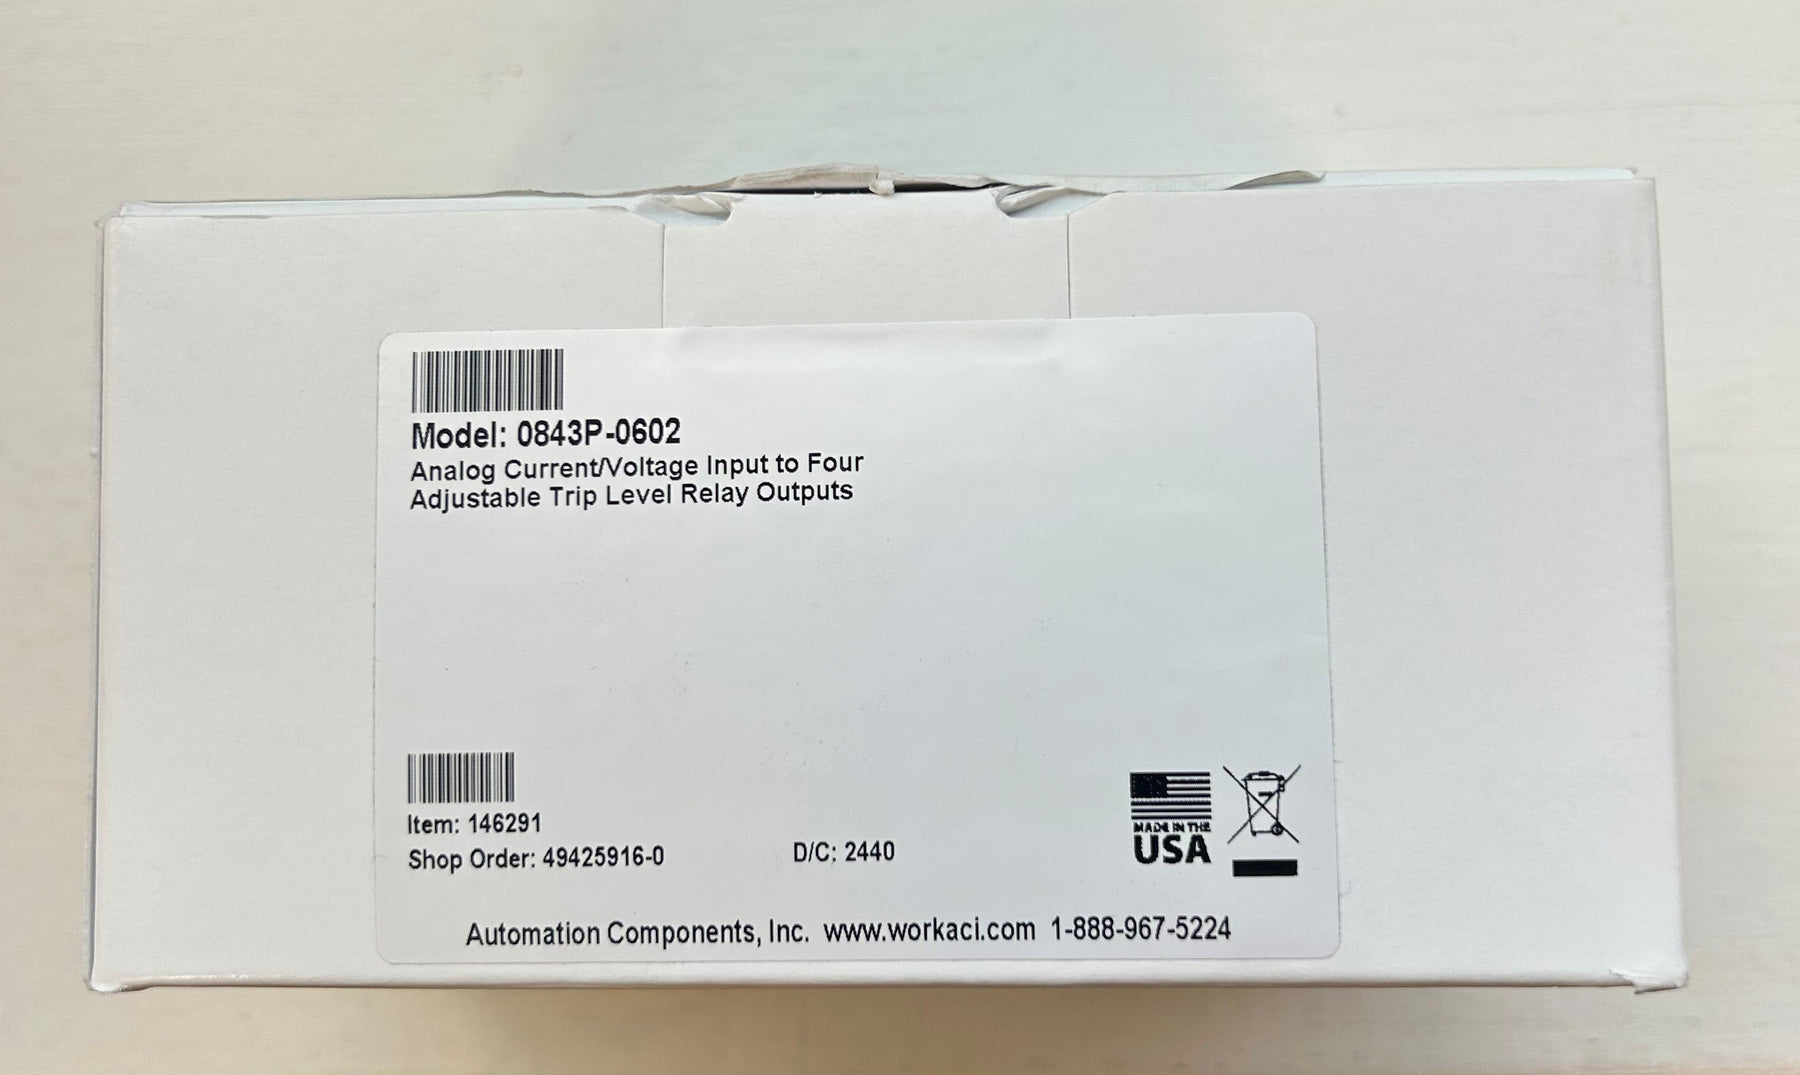 Model: 0843P-0602
Analog Current/Voltage Input to Four
Adjustable Trip Level Relay Outputs
Item: 146291
Shop Order: 49425916-0
D/C: 2440
MADE IN THE
USA
Automation Components, Inc. www.workaci.com 1-888-967-5224